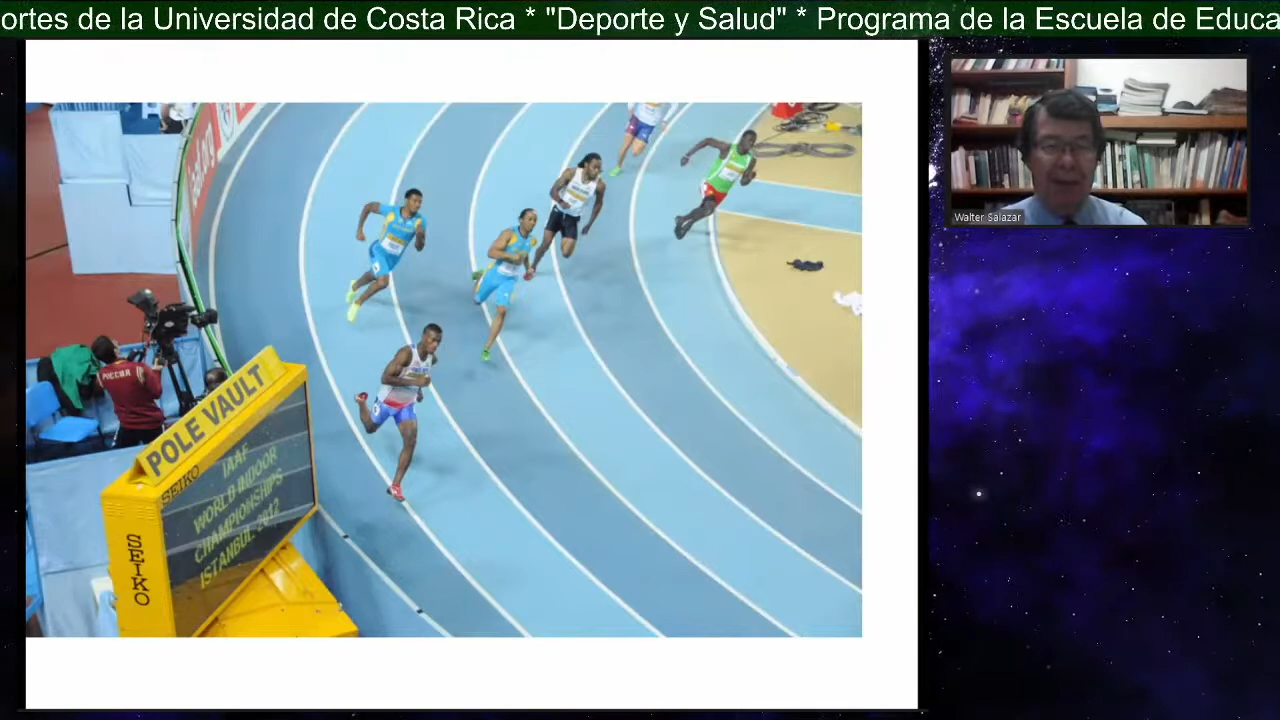 ortes de la Universidad de Costa Rica * "Deporte y Salud" * Programa de la Escuela de Educa
Walter Salazar
POLE VAULT
SEIKO
IAAF
WORLD INDOOR
CHAMPIONSHIPS
ISTANBUL 2012
SEIKO